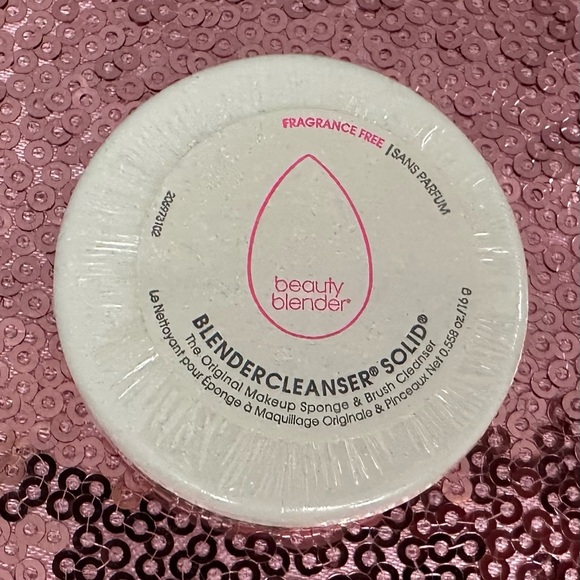 FRAGRANCE FREE | SANS PARFUM
beauty
blender®
BLENDERCLEANSER® SOLID®
The Original Makeup Sponge & Brush Cleanser
Le Nettoyant pour Éponge à Maquillage Originale & Pinceaux Net 0.558 oz./16 g